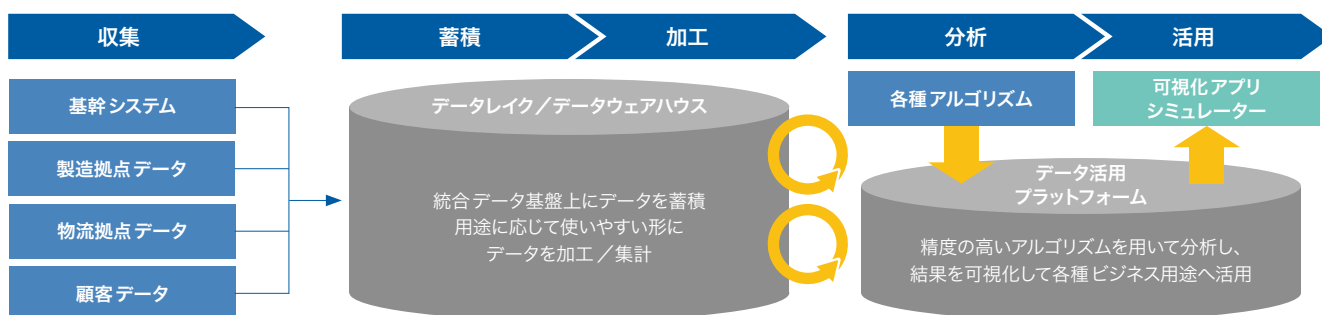 収集
蓄積
加工
分析
活用
基幹システム
製造拠点データ
物流拠点データ
顧客データ
データレイク／データウェアハウス
統合データ基盤上にデータを蓄積
用途に応じて使いやすい形に
データを加工／集計
各種アルゴリズム
可視化アプリ
シミュレーター
データ活用
プラットフォーム
精度の高いアルゴリズムを用いて分析し、
結果を可視化して各種ビジネス用途へ活用